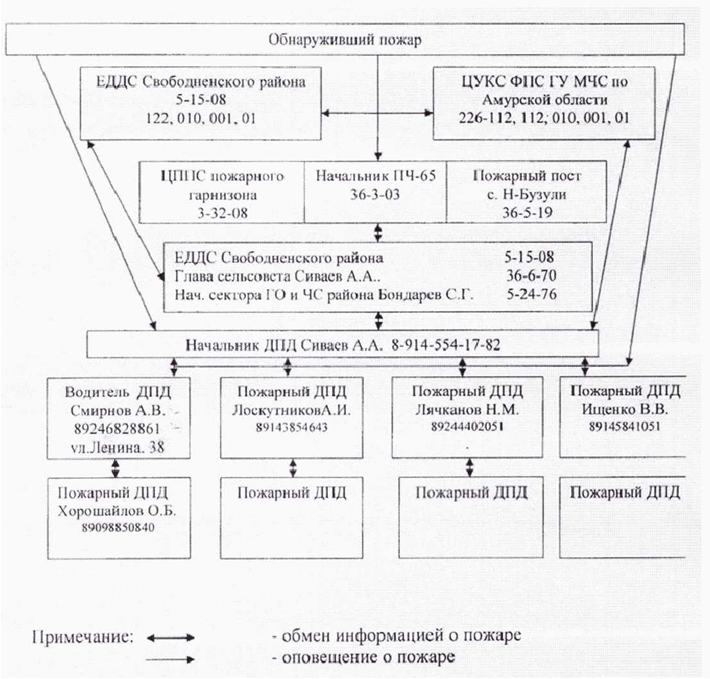 Обнаруживший пожар
ЕДДС Свободненского района
5-15-08
122, 010, 001, 01
ЦУКС ФПС ГУ МЧС по
Амурской области
226-112, 112, 010, 001, 01
ЦППС пожарного
гарнизона
3-32-08
Начальник ПЧ-65
36-3-03
Пожарный пост
с. Н-Бузули
36-5-19
ЕДДС Свободненского района 5-15-08
Глава сельсовета Сиваев А.А.. 36-6-70
Нач. сектора ГО и ЧС района Бондарев С.Г. 5-24-76
Начальник ДПД Сиваев А.А. 8-914-554-17-82
Водитель ДПД
Смирнов А.В.
89246828861
ул.Ленина, 38
Пожарный ДПД
ЛоскутниковА.И.
89143854643
Пожарный ДПД
Лячканов Н.М.
89244402051
Пожарный ДПД
Ищенко В.В.
89145841051
Пожарный ДПД
Хорошайлов О.Б.
89098850840
Пожарный ДПД
Пожарный ДПД
Пожарный ДПД
Примечание: - обмен информацией о пожаре
- оповещение о пожаре